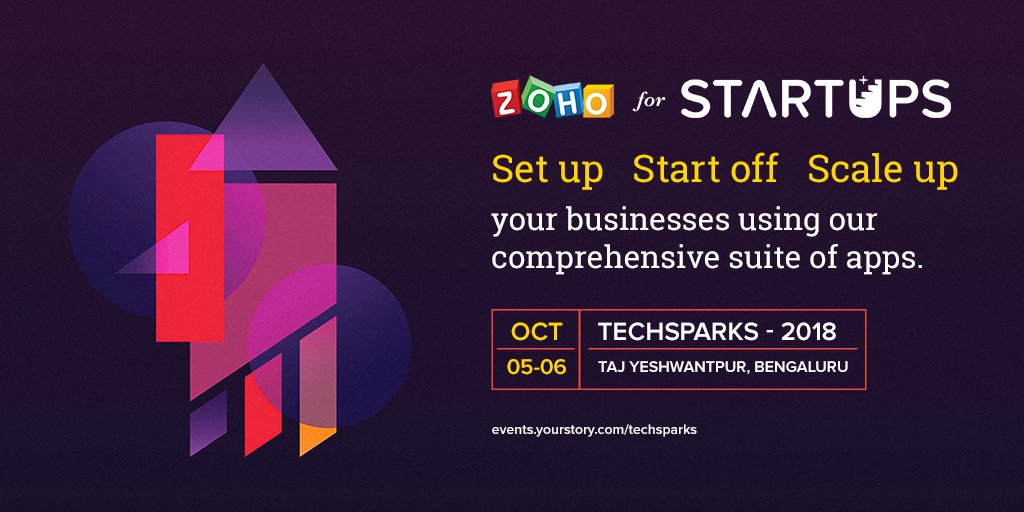 ZOHO for STARTUPS
Set up Start off Scale up
your businesses using our
comprehensive suite of apps.
OCT
05-06
TECHSPARKS - 2018
TAJ YESHWANTPUR, BENGALURU
events.yourstory.com/techsparks